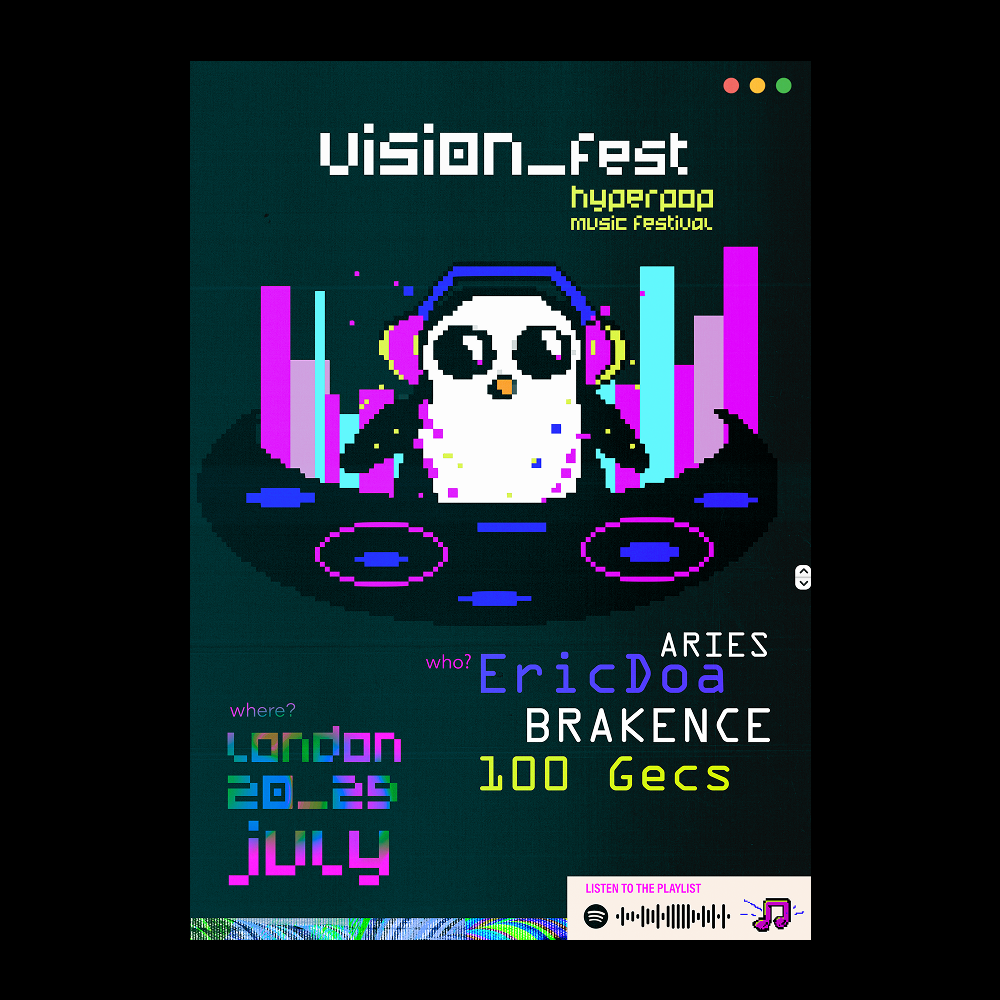 vision_fest
hyperpop
music festival
ARIES
who?
EricDoa
BRAKENCE
100 Gecs
where?
London
20_29
july
LISTEN TO THE PLAYLIST